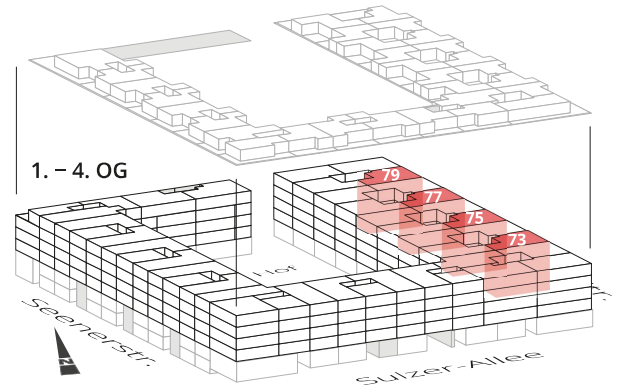 1. – 4. OG
79
77
75
73
Hof
Seenerstr.
N
Sulzer-Allee